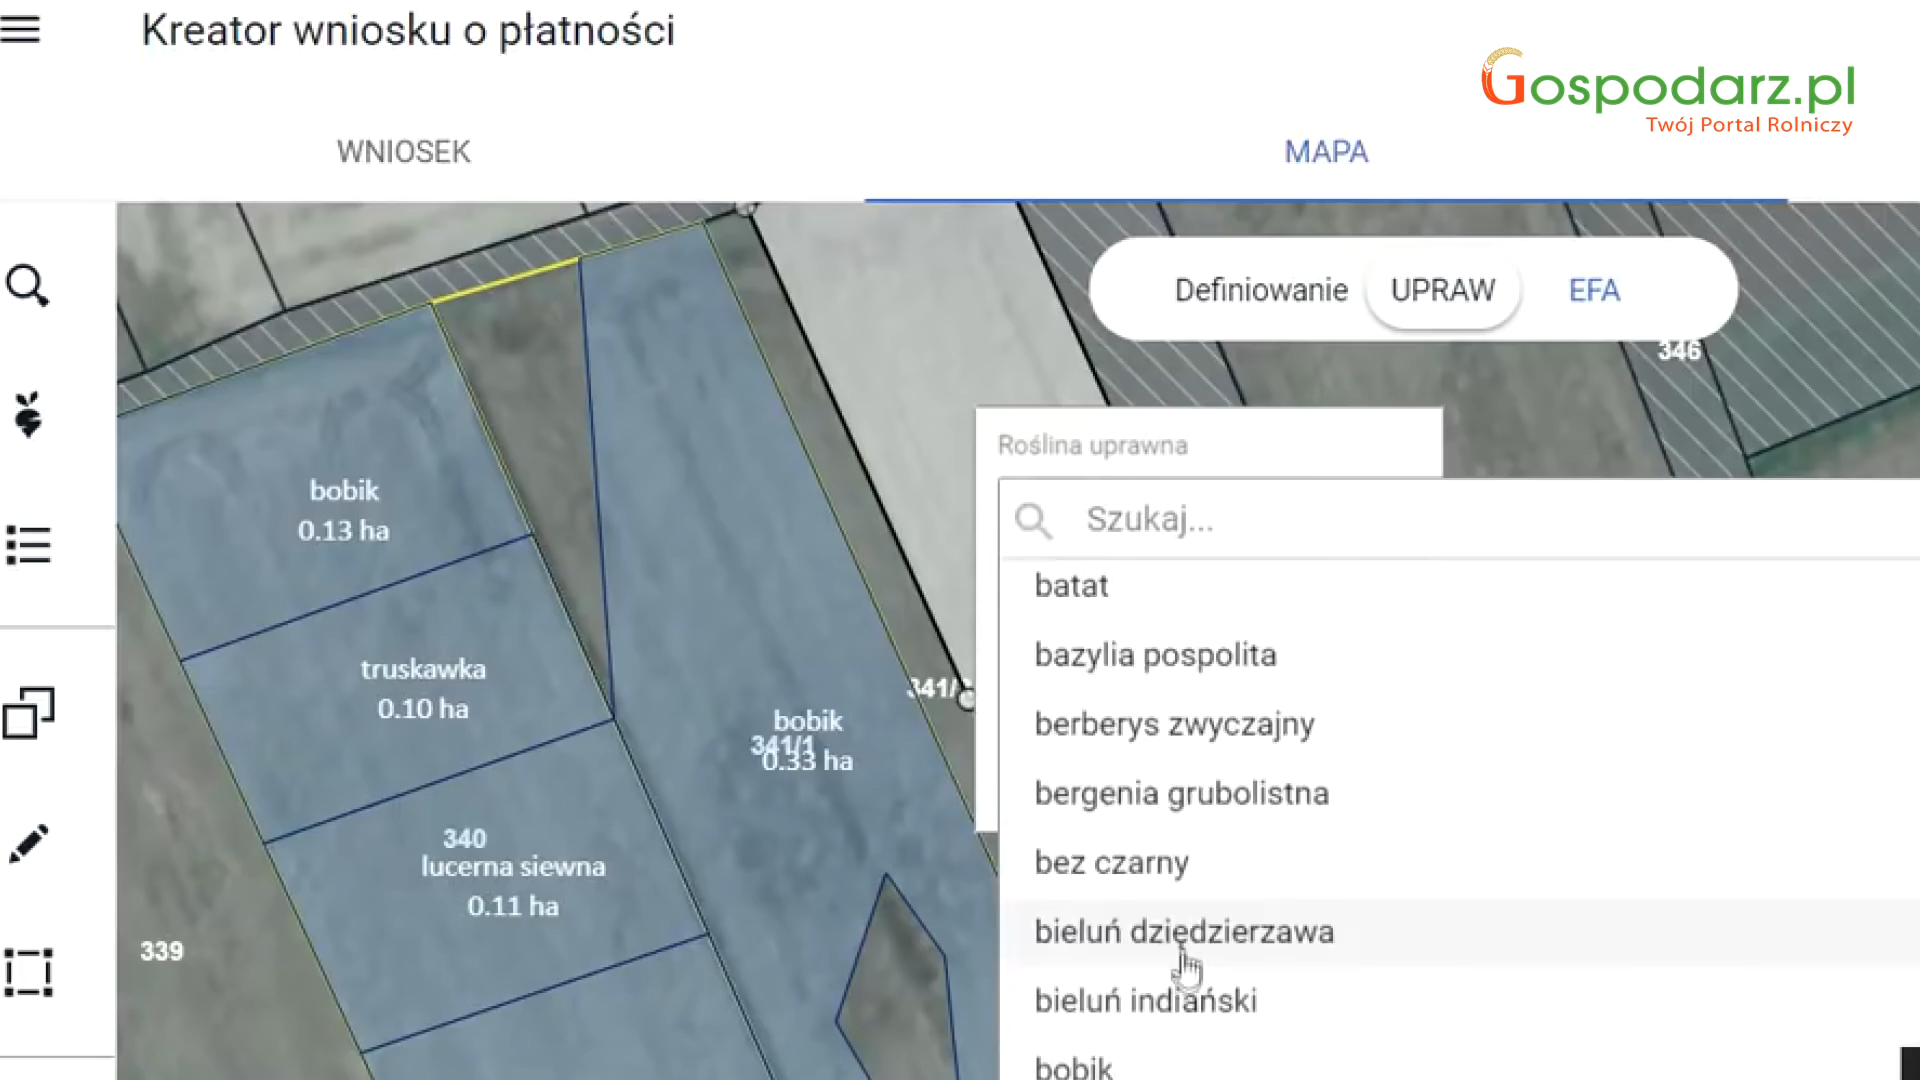 Kreator wniosku o płatności
Gospodarz.pl
Twój Portal Rolniczy
WNIOSEK
MAPA
Definiowanie UPRAW EFA
346
Roślina uprawna
Szukaj...
batat
bazylia pospolita
berberys zwyczajny
bergenia grubolistna
bez czarny
bieluń dziędzierzawa
bieluń indiański
bobik
bobik
0.13 ha
truskawka
0.10 ha
341/
bobik
341/1
0.33 ha
340
lucerna siewna
0.11 ha
339